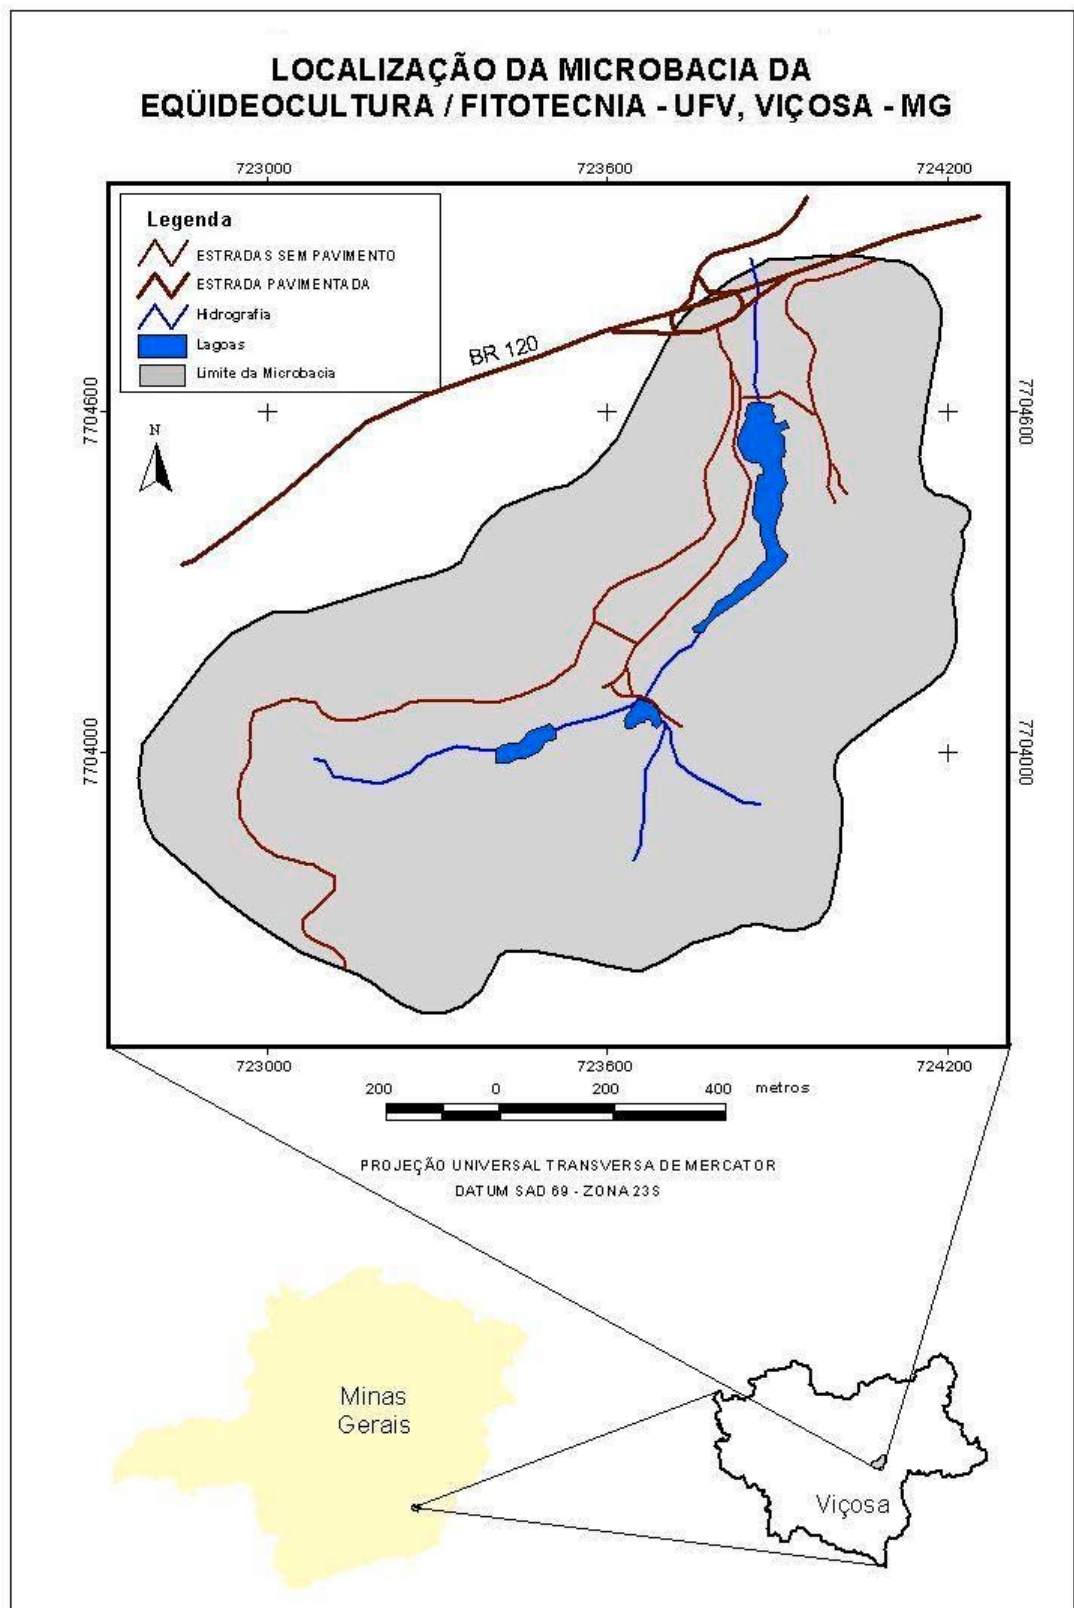 LOCALIZAÇÃO DA MICROBACIA DA
EQÜIDEOCULTURA / FITOTECNIA - UFV, VIÇOSA - MG
723000
723600
724200
Legenda
ESTRADAS SEM PAVIMENTO
ESTRADA PAVIMENTADA
Hidrografia
Lagoas
Limite da Microbacia
BR 120
7704600
7704600
N
7704000
7704000
723000
723600
724200
200
0
200
400
metros
PROJEÇÃO UNIVERSAL TRANSVERSA DE MERCATOR
DATUM SAD 69 - ZONA 23S
Minas
Gerais
Viçosa